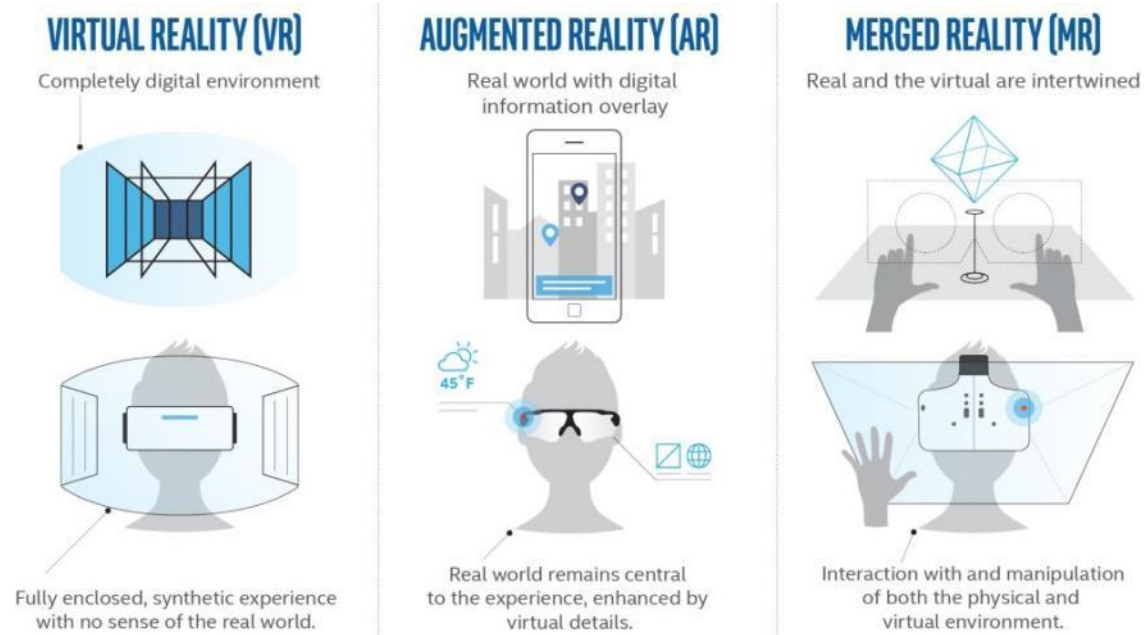 VIRTUAL REALITY (VR)
Completely digital environment
Fully enclosed, synthetic experience
with no sense of the real world.
AUGMENTED REALITY (AR)
Real world with digital
information overlay
45°F
Real world remains central
to the experience, enhanced by
virtual details.
MERGED REALITY (MR)
Real and the virtual are intertwined
Interaction with and manipulation
of both the physical and
virtual environment.